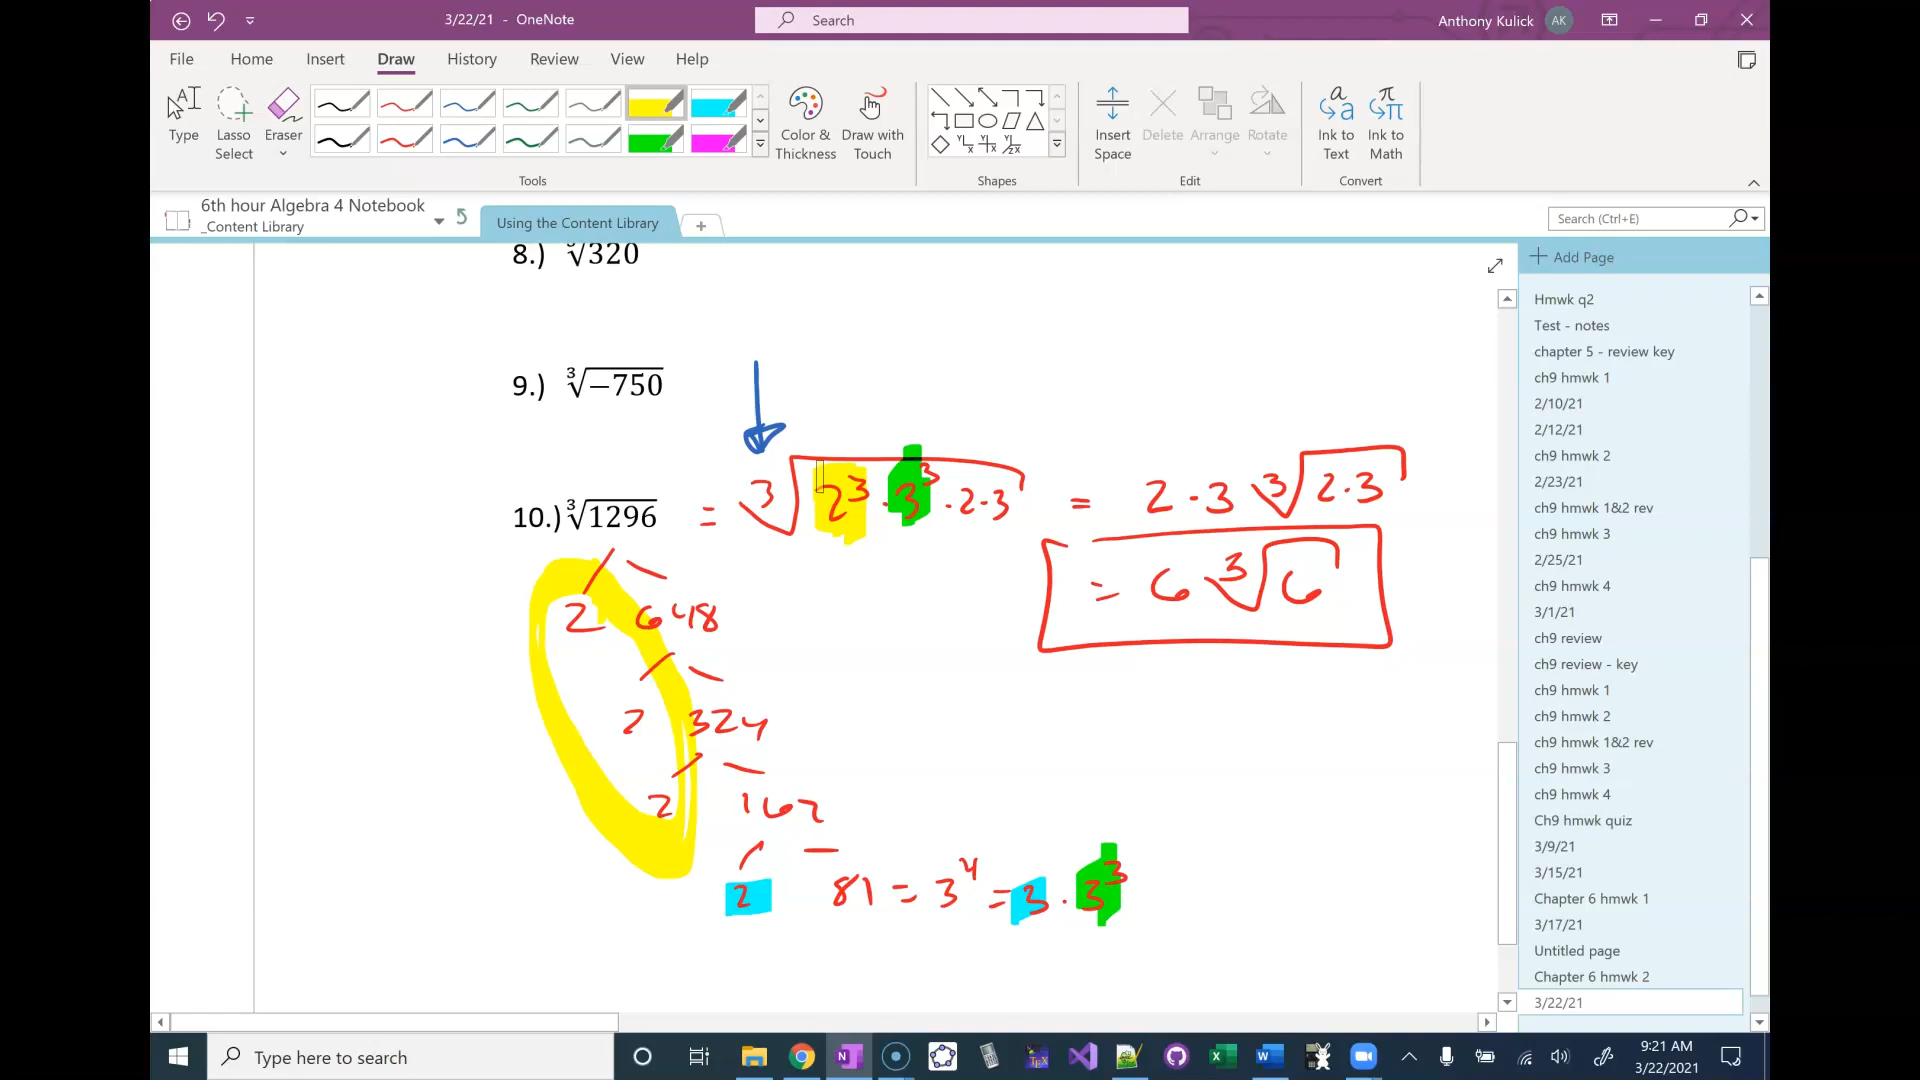 3/22/21 - OneNote
Search
Anthony Kulick AK
File Home Insert Draw History Review View Help
Type
Lasso Select
Eraser
Color & Thickness
Draw with Touch
Insert Space
Delete
Arrange
Rotate
Ink to Text
Ink to Math
Tools
Shapes
Edit
Convert
6th hour Algebra 4 Notebook
_Content Library
Using the Content Library
Search (Ctrl+E)
8.) ∛320
9.) ∛−750
10.) ∛1296 = ∛(2³ · 3³ · 2 · 3) = 2 · 3 ∛(2 · 3)
= 6 ∛6
2 648
2 324
2 162
2 81 = 3⁴ = 3 · 3³
Add Page
Hmwk q2
Test - notes
chapter 5 - review key
ch9 hmwk 1
2/10/21
2/12/21
ch9 hmwk 2
2/23/21
ch9 hmwk 1&2 rev
ch9 hmwk 3
2/25/21
ch9 hmwk 4
3/1/21
ch9 review
ch9 review - key
ch9 hmwk 1
ch9 hmwk 2
ch9 hmwk 1&2 rev
ch9 hmwk 3
ch9 hmwk 4
Ch9 hmwk quiz
3/9/21
3/15/21
Chapter 6 hmwk 1
3/17/21
Untitled page
Chapter 6 hmwk 2
3/22/21
Type here to search
9:21 AM
3/22/2021